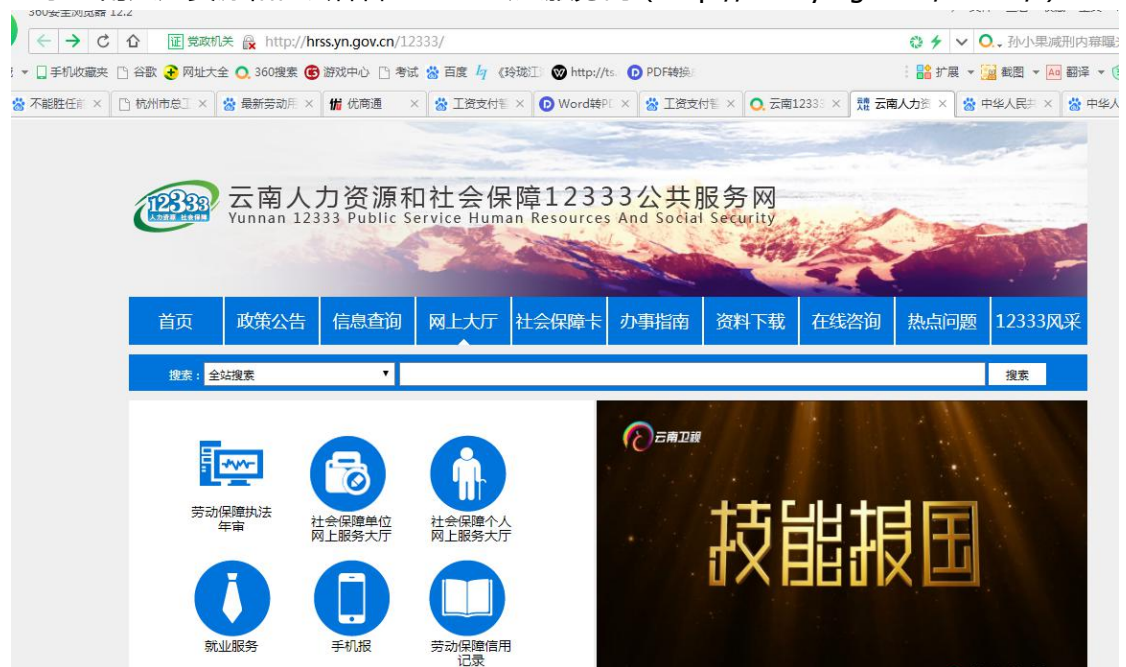 360安全浏览器 12.2
证 党政机关 http://hrss.yn.gov.cn/12333/
孙小果减刑内幕曝
手机收藏夹 谷歌 网址大全 360搜索 游戏中心 考试 百度 《玲珑江 http://ts. PDF转换 扩展 截图 翻译
不能胜任 杭州市总工 最新劳动 优商通 工资支付 Word转P 工资支付 云南1233 云南人力资 中华人民共 中华人
12333
人力资源 社会保障
云南人力资源和社会保障12333公共服务网
Yunnan 12333 Public Service Human Resources And Social Security
首页 政策公告 信息查询 网上大厅 社会保障卡 办事指南 资料下载 在线咨询 热点问题 12333风采
搜索: 全站搜索 搜索
云南卫视
技能报国
劳动保障执法
年审
社会保障单位
网上服务大厅
社会保障个人
网上服务大厅
就业服务
手机报
劳动保障信用
记录